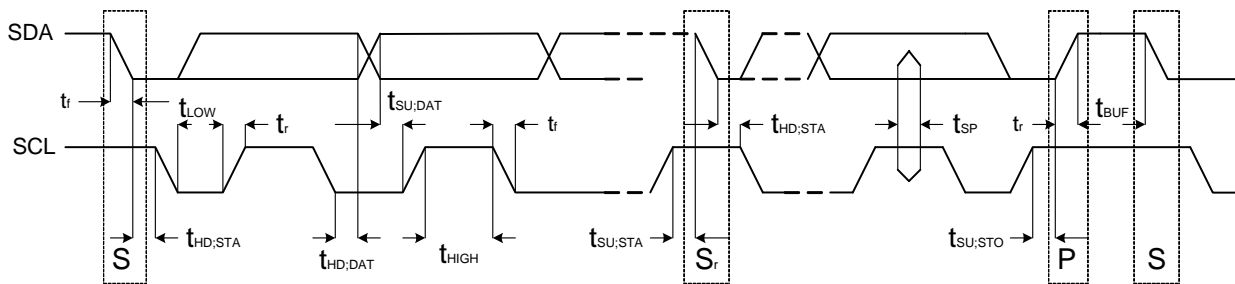 SDA
tf tLOW tr tSU;DAT tf tHD;STA tSP tr tBUF
SCL
tHD;STA tHD;DAT tHIGH tSU;STA tSU;STO
S Sr P S